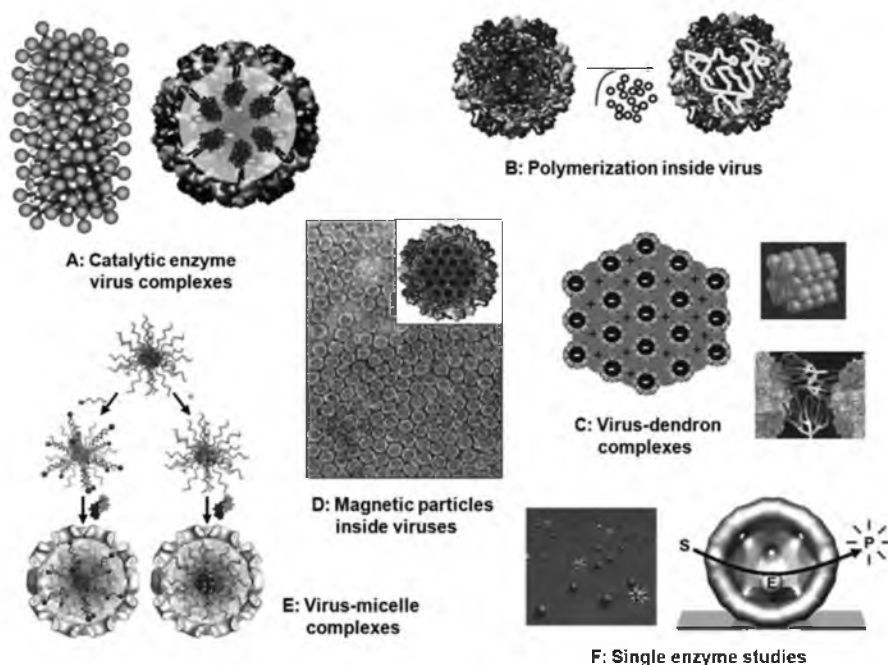 B: Polymerization inside virus
A: Catalytic enzyme
virus complexes
C: Virus-dendron
complexes
D: Magnetic particles
inside viruses
E: Virus-micelle
complexes
S
E
P
F: Single enzyme studies